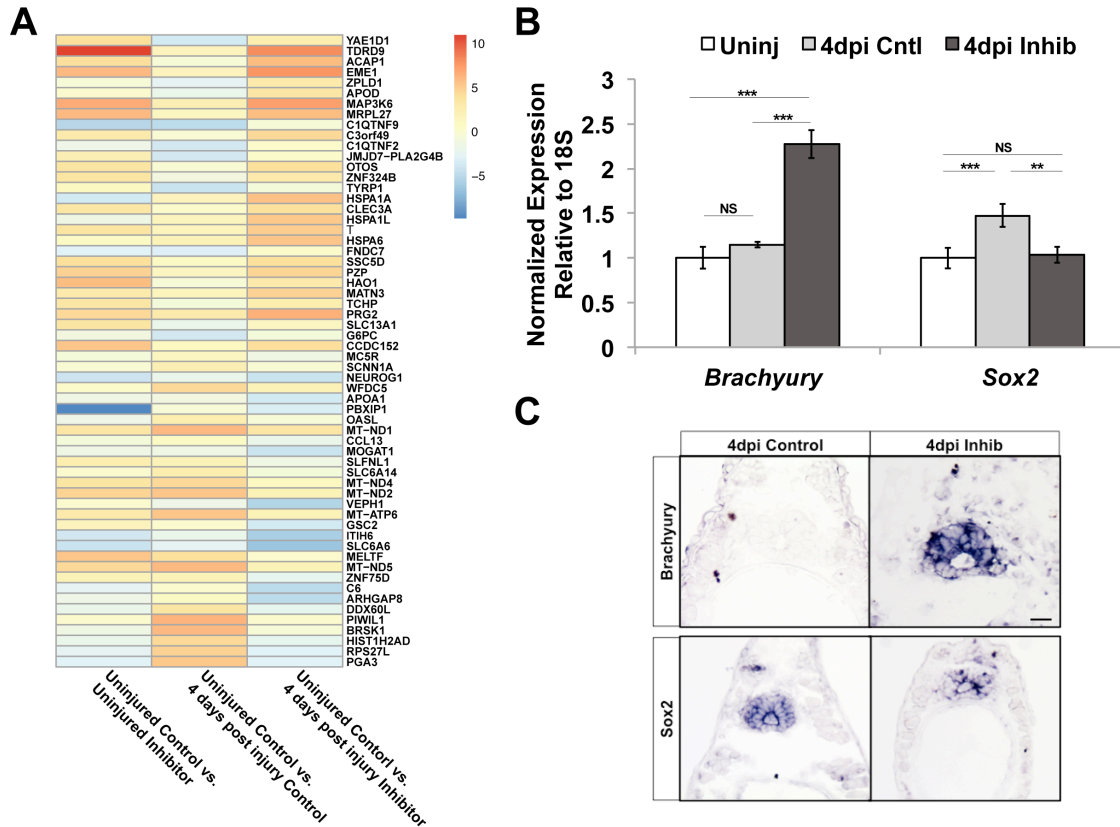 A
YAE1D1
TDRD9
ACAP1
EME1
ZPLD1
APOD
MAP3K6
MRPL27
C1QTNF9
C3orf49
C1QTNF2
JMJD7−PLA2G4B
OTOS
ZNF324B
TYRP1
HSPA1A
CLEC3A
HSPA1L
T
HSPA6
FNDC7
SSC5D
PZP
HAO1
MATN3
TCHP
PRG2
SLC13A1
G6PC
CCDC152
MC5R
SCNN1A
NEUROG1
WFDC5
APOA1
PBXIP1
OASL
MT−ND1
CCL13
MOGAT1
SLFNL1
SLC6A14
MT−ND4
MT−ND2
VEPH1
MT−ATP6
GSC2
ITIH6
SLC6A6
MELTF
MT−ND5
ZNF75D
C6
ARHGAP8
DDX60L
PIWIL1
BRSK1
HIST1H2AD
RPS27L
PGA3
10
5
0
−5
Uninjured Control vs.
Uninjured Inhibitor
Uninjured Control vs.
4 days post injury Control
Uninjured Contorl vs.
4 days post injury Inhibitor
B
Uninj 4dpi Cntl 4dpi Inhib
Normalized Expression
Relative to 18S
3
2.5
2
1.5
1
0.5
0
***
***
NS
NS
*** **
Brachyury Sox2
C
4dpi Control 4dpi Inhib
Brachyury
Sox2